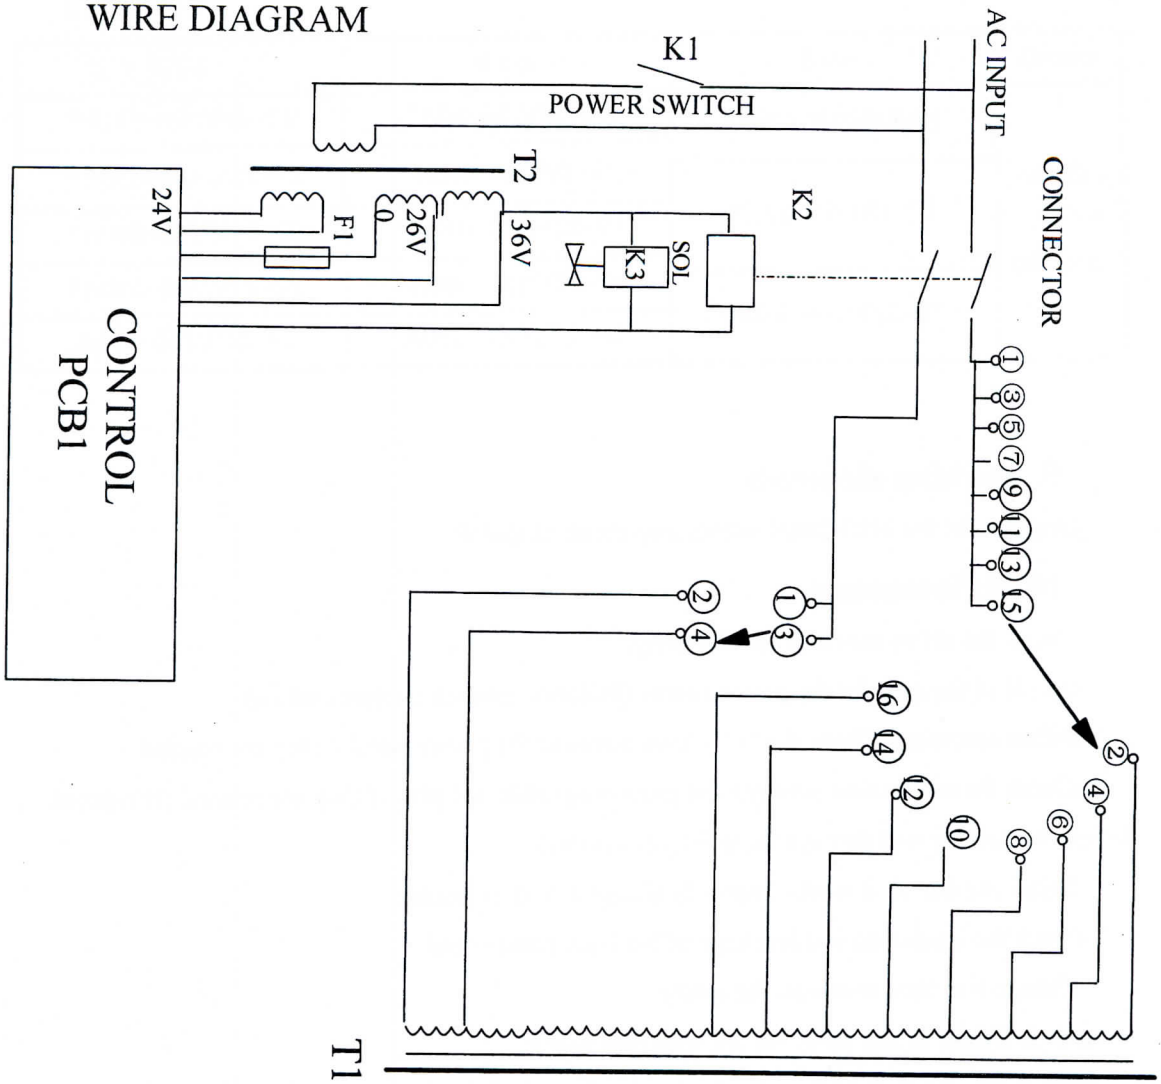 WIRE DIAGRAM
K1
POWER SWITCH
AC INPUT
CONNECTOR
T2
K2
24V
F1
0
26V
36V
K3
SOL
CONTROL
PCB1
1
3
5
7
9
11
13
15
2
4
1
3
16
14
12
10
8
6
4
2
T1